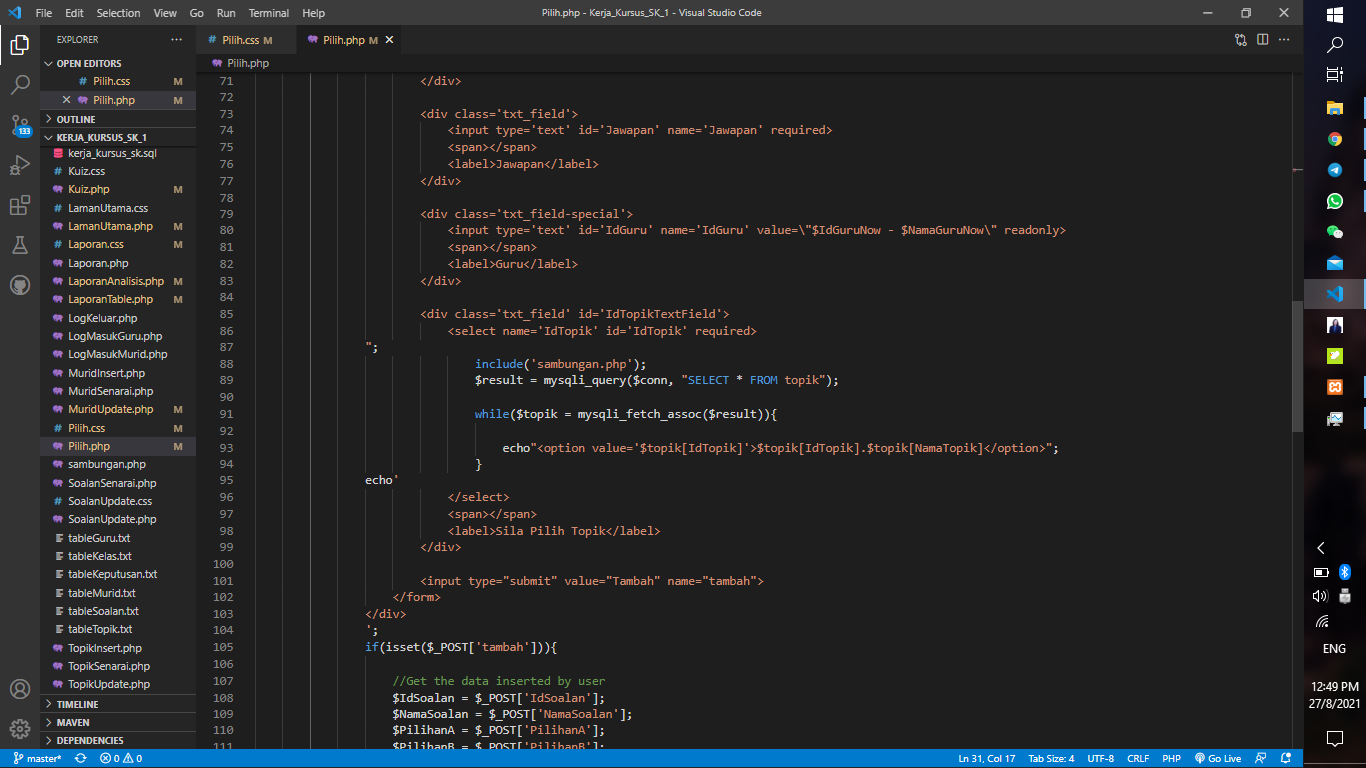 File Edit Selection View Go Run Terminal Help
Pilih.php - Kerja_Kursus_SK_1 - Visual Studio Code
EXPLORER
OPEN EDITORS
# Pilih.css M
Pilih.php M
OUTLINE
KERJA_KURSUS_SK_1
kerja_kursus_sk.sql
# Kuiz.css
Kuiz.php M
# LamanUtama.css
LamanUtama.php M
# Laporan.css M
Laporan.php
LaporanAnalisis.php M
LaporanTable.php M
LogKeluar.php
LogMasukGuru.php
LogMasukMurid.php
MuridInsert.php
MuridSenarai.php
MuridUpdate.php M
# Pilih.css M
Pilih.php M
sambungan.php
SoalanSenarai.php
# SoalanUpdate.css
SoalanUpdate.php
tableGuru.txt
tableKelas.txt
tableKeputusan.txt
tableMurid.txt
tableSoalan.txt
tableTopik.txt
TopikInsert.php
TopikSenarai.php
TopikUpdate.php
TIMELINE
MAVEN
DEPENDENCIES
133
# Pilih.css M
Pilih.php M
Pilih.php
71 </div>
72
73 <div class='txt_field'>
74 <input type='text' id='Jawapan' name='Jawapan' required>
75 <span></span>
76 <label>Jawapan</label>
77 </div>
78
79 <div class='txt_field-special'>
80 <input type='text' id='IdGuru' name='IdGuru' value=\"$IdGuruNow - $NamaGuruNow\" readonly>
81 <span></span>
82 <label>Guru</label>
83 </div>
84
85 <div class='txt_field' id='IdTopikTextField'>
86 <select name='IdTopik' id='IdTopik' required>
87 ";
88 include('sambungan.php');
89 $result = mysqli_query($conn, "SELECT * FROM topik");
90
91 while($topik = mysqli_fetch_assoc($result)){
92
93 echo"<option value='$topik[IdTopik]'>$topik[IdTopik].$topik[NamaTopik]</option>";
94 }
95 echo'
96 </select>
97 <span></span>
98 <label>Sila Pilih Topik</label>
99 </div>
100
101 <input type="submit" value="Tambah" name="tambah">
102 </form>
103 </div>
104 ';
105 if(isset($_POST['tambah'])){
106
107 //Get the data inserted by user
108 $IdSoalan = $_POST['IdSoalan'];
109 $NamaSoalan = $_POST['NamaSoalan'];
110 $PilihanA = $_POST['PilihanA'];
111 $PilihanB = $_POST['PilihanB'];
master* 0 0
Ln 31, Col 17 Tab Size: 4 UTF-8 CRLF PHP Go Live
ENG
12:49 PM
27/8/2021